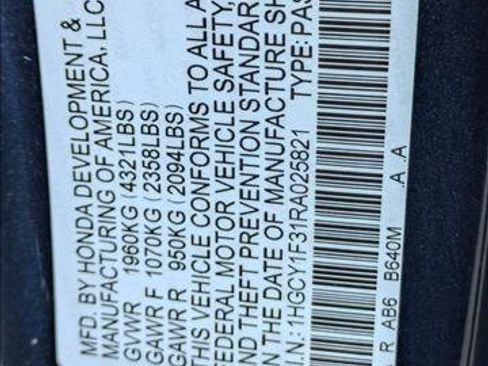 MFD. BY HONDA DEVELOPMENT &
MANUFACTURING OF AMERICA, LLC
GVWR 1960KG (4321LBS)
GAWR F 1070KG (2358LBS)
GAWR R 950KG (2094LBS)
THIS VEHICLE CONFORMS TO ALL A
FEDERAL MOTOR VEHICLE SAFETY,
AND THEFT PREVENTION STANDAR
N THE DATE OF MANUFACTURE SH
.I.N.: 1HGCY1F31RA025821 TYPE: PAS
R AB6 B640M .A .A